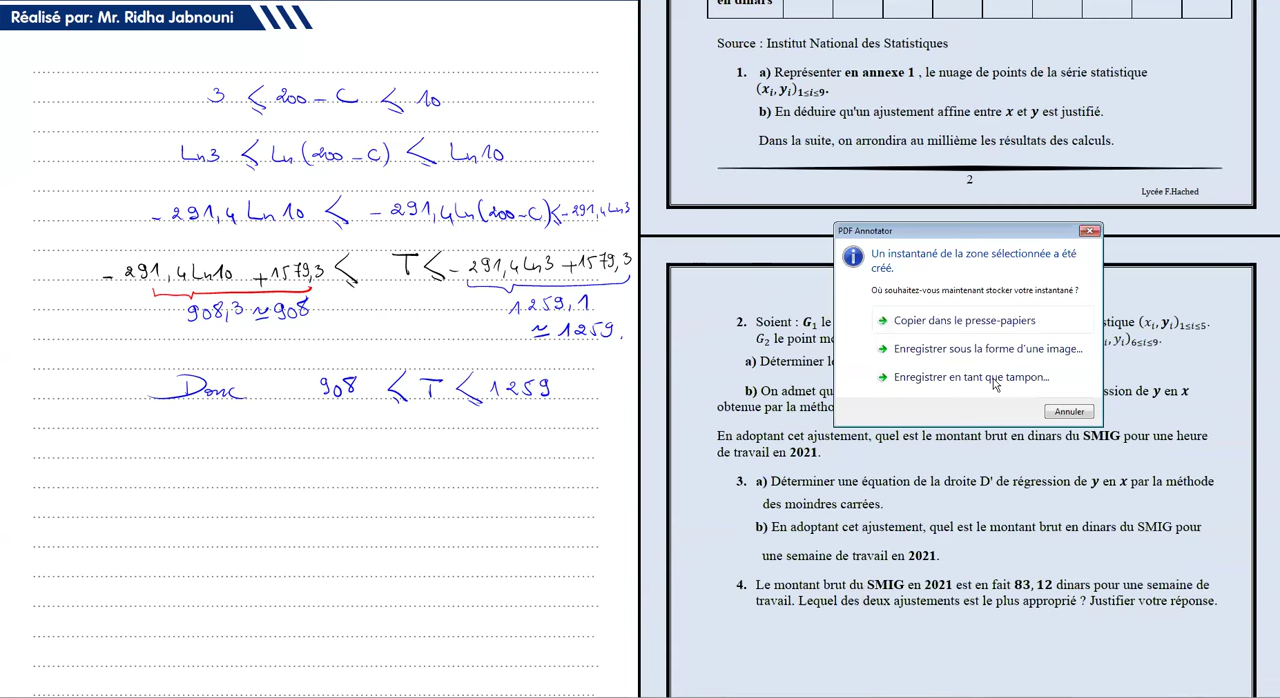 Réalisé par: Mr. Ridha Jabnouni
3 ⩽ 200 - C ⩽ 10
Ln3 ⩽ Ln(200 - C) ⩽ Ln10
- 291,4 Ln10 ⩽ - 291,4 Ln(200 - C) ⩽ -291,4 Ln3
- 291,4 Ln10 + 1579,3 ⩽ T ⩽ - 291,4 Ln3 + 1579,3
908,3 ≃ 908
1259,1
≃ 1259.
Donc 908 ⩽ T ⩽ 1259
en dinars
Source : Institut National des Statistiques
1. a) Représenter en annexe 1 , le nuage de points de la série statistique
(xᵢ, yᵢ)₁≤ᵢ≤₉.
b) En déduire qu'un ajustement affine entre x et y est justifié.
Dans la suite, on arrondira au millième les résultats de calculs.
2
Lycée F.Hached
PDF Annotator
Un instantané de la zone sélectionnée a été
créé.
Où souhaitez-vous maintenant stocker votre instantané ?
Copier dans le presse-papiers
Enregistrer sous la forme d'une image...
Enregistrer en tant que tampon...
Annuler
2. Soient : G₁ le stique (xᵢ, yᵢ)₁≤ᵢ≤₅.
G₂ le point , yᵢ)₆≤ᵢ≤₉.
a) Déterminer
b) On admet qu ession de y en x
obtenue par la métho
En adoptant cet ajustement, quel est le montant brut en dinars du SMIG pour une heure
de travail en 2021.
3. a) Déterminer une équation de la droite D' de régression de y en x par la méthode
des moindres carrées.
b) En adoptant cet ajustement, quel est le montant brut en dinars du SMIG pour
une semaine de travail en 2021.
4. Le montant brut du SMIG en 2021 est en fait 83, 12 dinars pour une semaine de
travail. Lequel des deux ajustements est le plus approprié ? Justifier votre réponse.